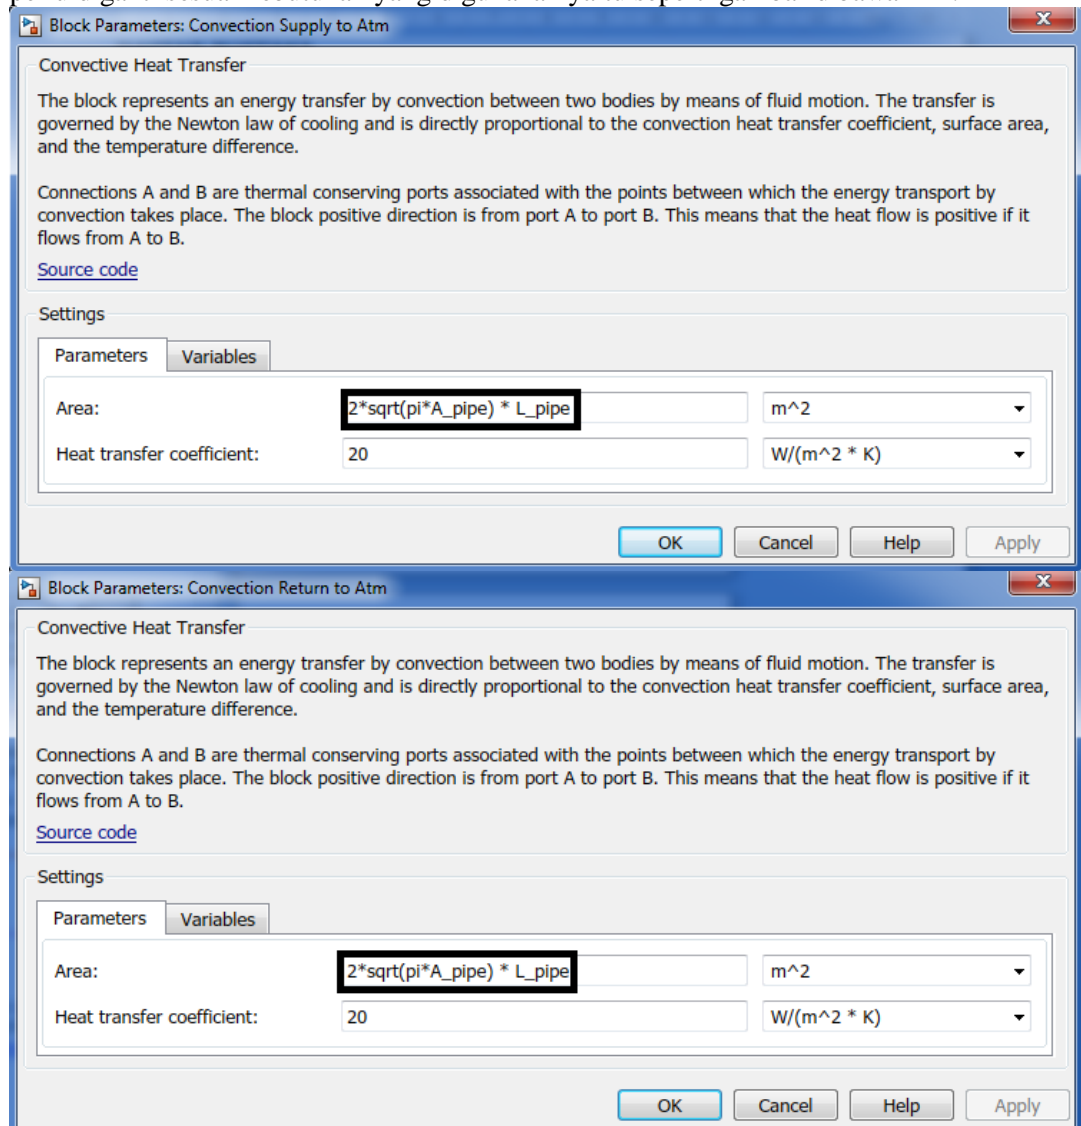 Block Parameters: Convection Supply to Atm
Convective Heat Transfer
The block represents an energy transfer by convection between two bodies by means of fluid motion. The transfer is
governed by the Newton law of cooling and is directly proportional to the convection heat transfer coefficient, surface area,
and the temperature difference.
Connections A and B are thermal conserving ports associated with the points between which the energy transport by
convection takes place. The block positive direction is from port A to port B. This means that the heat flow is positive if it
flows from A to B.
Source code
Settings
Parameters Variables
Area: 2*sqrt(pi*A_pipe) * L_pipe m^2
Heat transfer coefficient: 20 W/(m^2 * K)
OK Cancel Help Apply
Block Parameters: Convection Return to Atm
Convective Heat Transfer
The block represents an energy transfer by convection between two bodies by means of fluid motion. The transfer is
governed by the Newton law of cooling and is directly proportional to the convection heat transfer coefficient, surface area,
and the temperature difference.
Connections A and B are thermal conserving ports associated with the points between which the energy transport by
convection takes place. The block positive direction is from port A to port B. This means that the heat flow is positive if it
flows from A to B.
Source code
Settings
Parameters Variables
Area: 2*sqrt(pi*A_pipe) * L_pipe m^2
Heat transfer coefficient: 20 W/(m^2 * K)
OK Cancel Help Apply